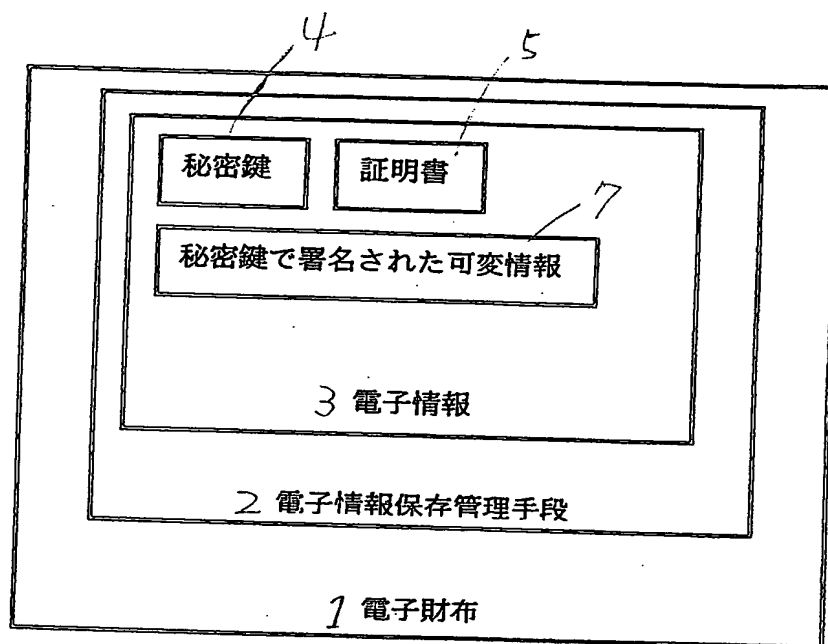 4 5
秘密鍵 証明書
7
秘密鍵で署名された可変情報
3 電子情報
2 電子情報保存管理手段
1 電子財布